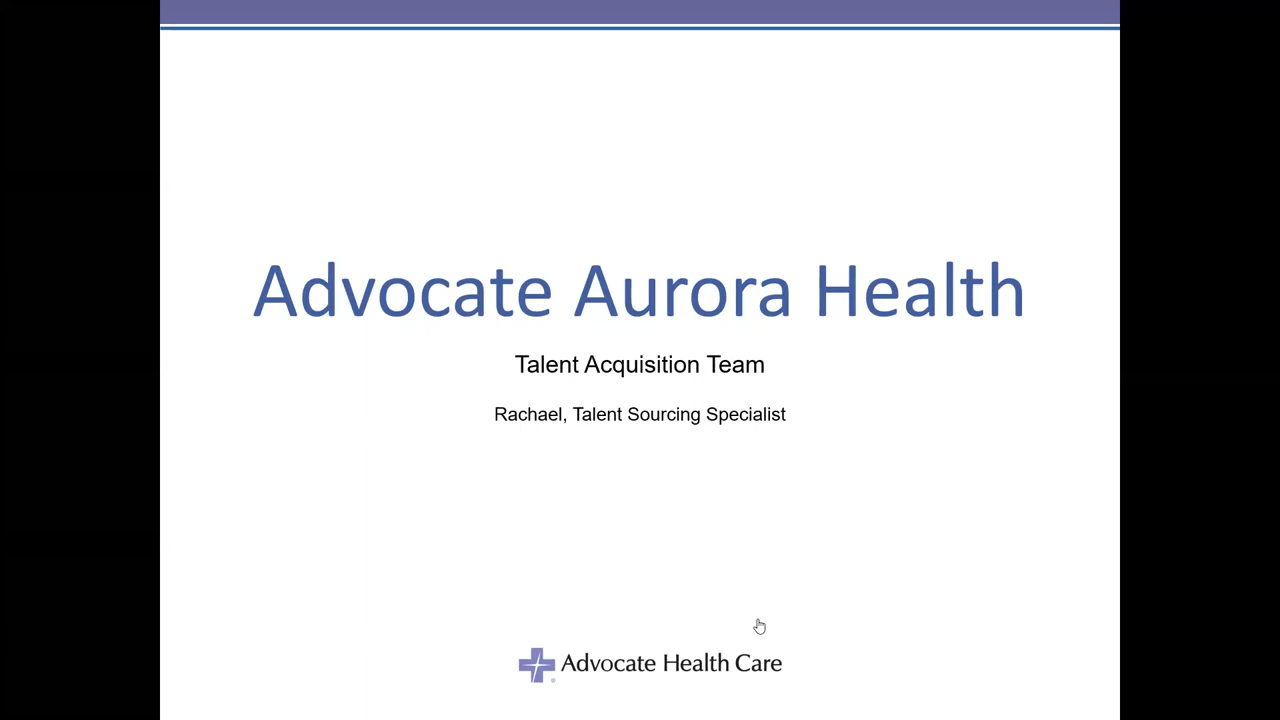 Advocate Aurora Health
Talent Acquisition Team
Rachael, Talent Sourcing Specialist
Advocate Health Care